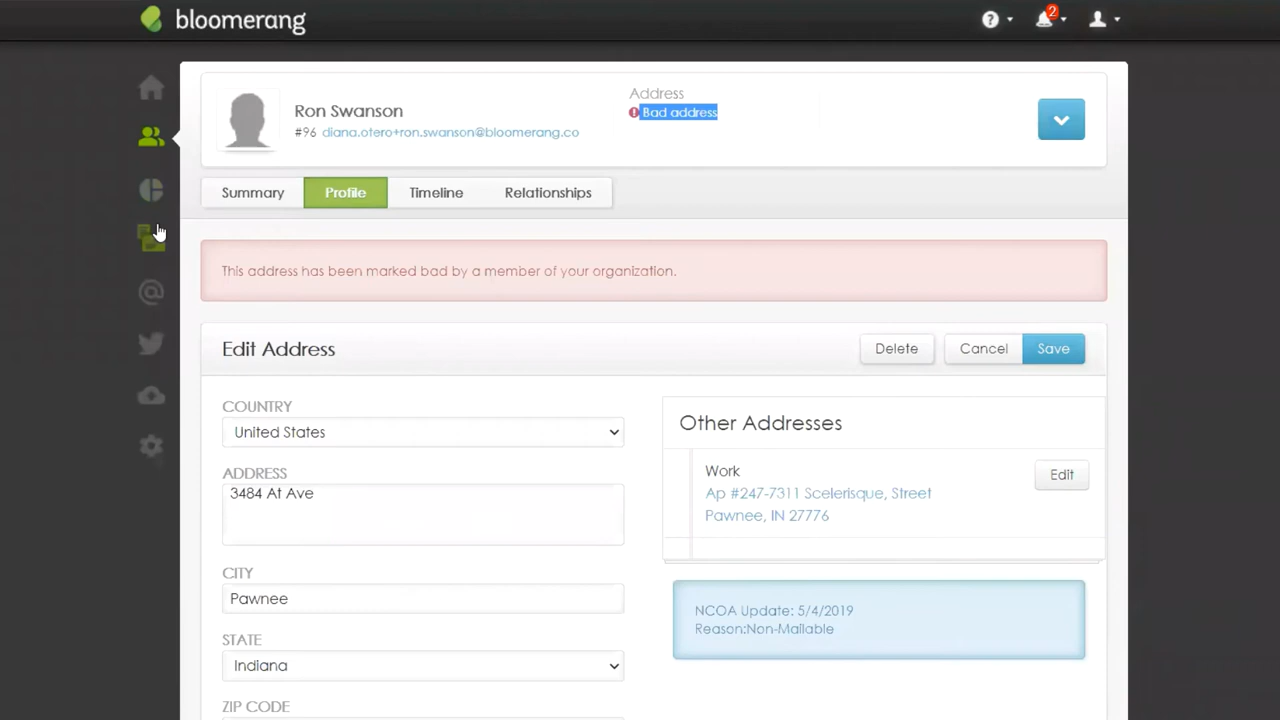 bloomerang
2
Ron Swanson
#96 diana.otero+ron.swanson@bloomerang.co
Address
Bad address
Summary
Profile
Timeline
Relationships
This address has been marked bad by a member of your organization.
Edit Address
Delete
Cancel
Save
COUNTRY
United States
ADDRESS
3484 At Ave
CITY
Pawnee
STATE
Indiana
ZIP CODE
Other Addresses
Work
Edit
Ap #247-7311 Scelerisque, Street
Pawnee, IN 27776
NCOA Update: 5/4/2019
Reason:Non-Mailable